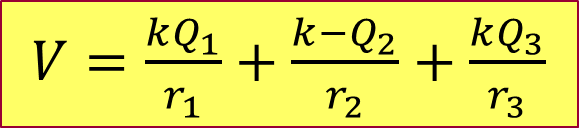 V = kQ₁/r₁ + k−Q₂/r₂ + kQ₃/r₃